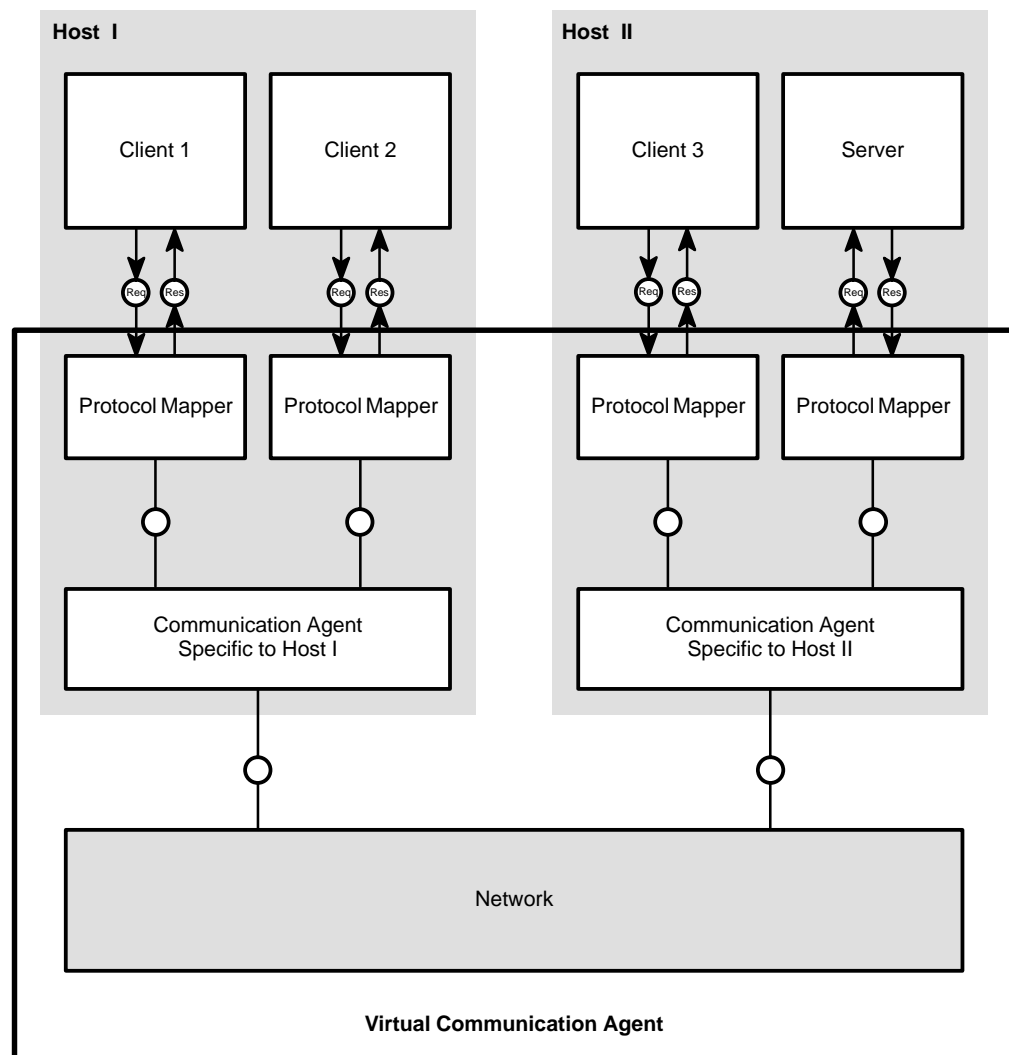 Host I
Host II
Client 1
Client 2
Client 3
Server
Req
Res
Req
Res
Req
Res
Req
Res
Protocol Mapper
Protocol Mapper
Protocol Mapper
Protocol Mapper
Communication Agent
Specific to Host I
Communication Agent
Specific to Host II
Network
Virtual Communication Agent